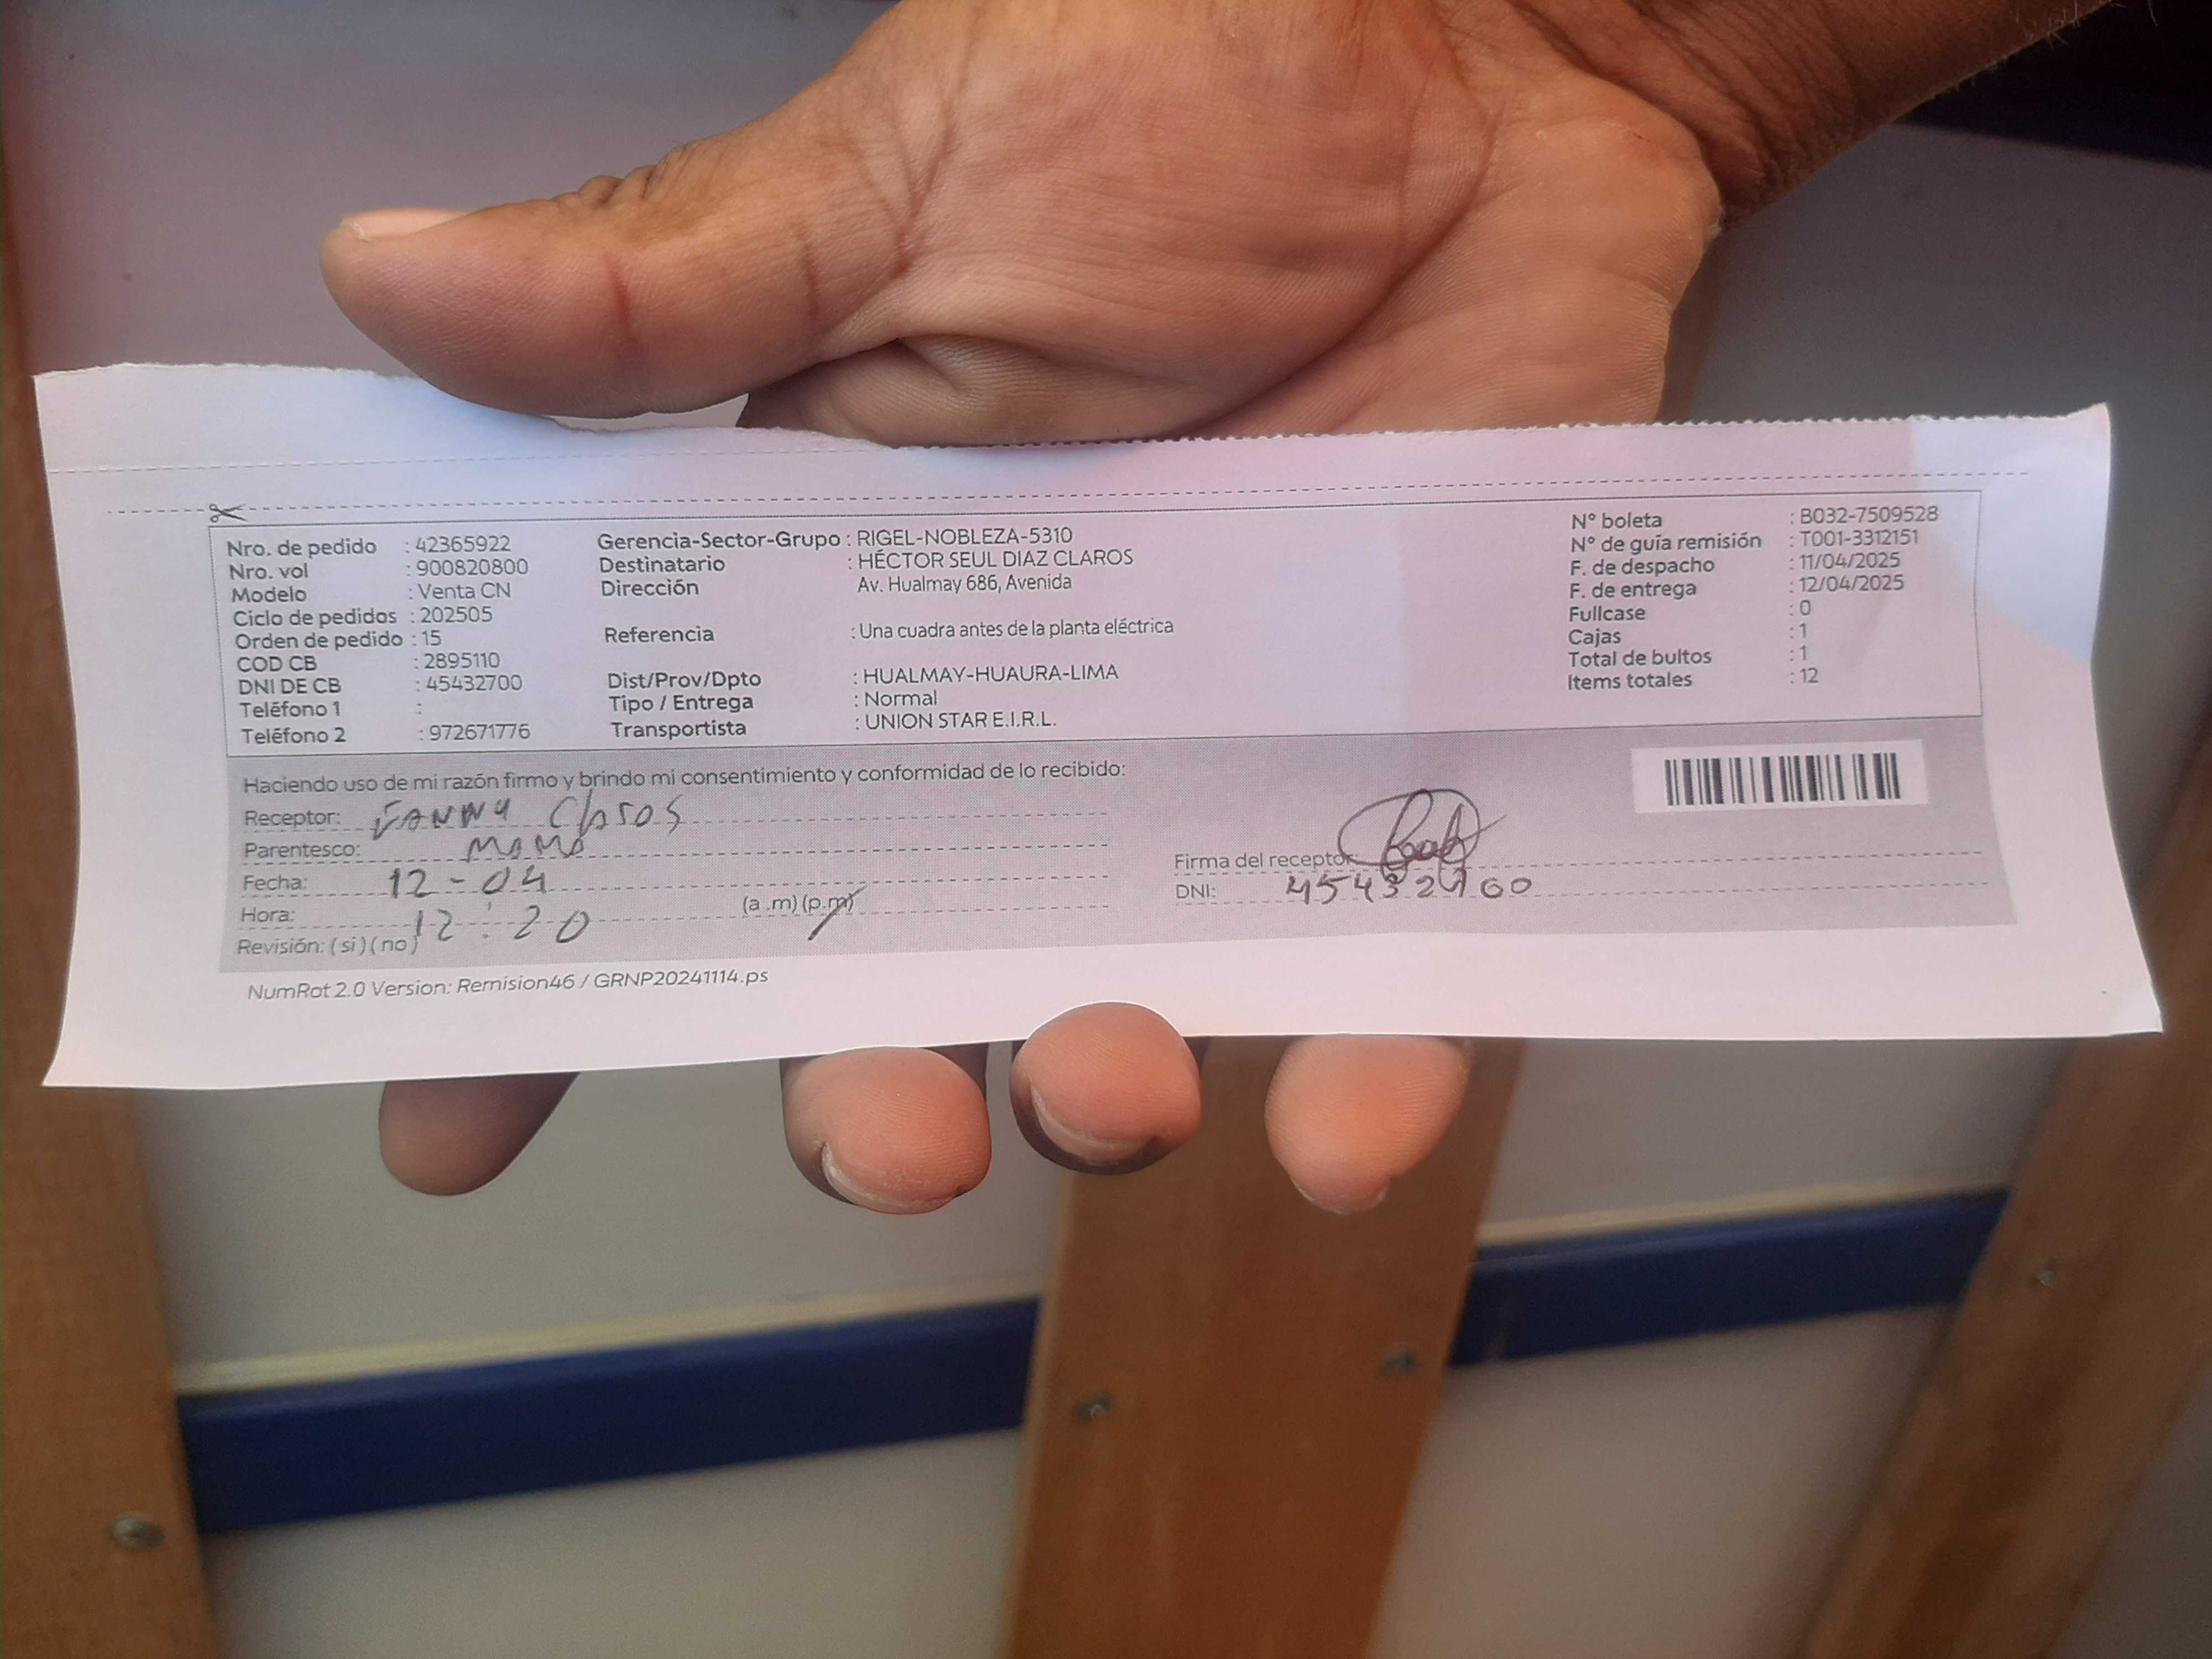 Nro. de pedido : 42365922
Nro. vol : 900820800
Modelo : Venta CN
Ciclo de pedidos : 202505
Orden de pedido : 15
COD CB : 2895110
DNI DE CB : 45432700
Teléfono 1 :
Teléfono 2 : 972671776
Gerencia-Sector-Grupo : RIGEL-NOBLEZA-5310
Destinatario : HÉCTOR SEUL DIAZ CLAROS
Dirección Av. Hualmay 686, Avenida
Referencia : Una cuadra antes de la planta eléctrica
Dist/Prov/Dpto : HUALMAY-HUAURA-LIMA
Tipo / Entrega : Normal
Transportista : UNION STAR E.I.R.L.
N° boleta : B032-7509528
N° de guía remisión : T001-3312151
F. de despacho : 11/04/2025
F. de entrega : 12/04/2025
Fullcase : 0
Cajas : 1
Total de bultos : 1
Items totales : 12
Haciendo uso de mi razón firmo y brindo mi consentimiento y conformidad de lo recibido:
Receptor: FANNY Claros
Parentesco: MaMá
Fecha: 12-04
Hora: 12:20 (a.m) (p.m)
Revisión: (si) (no)
Firma del receptor:
DNI:
NumRot 2.0 Version: Remision46 / GRNP20241114.ps